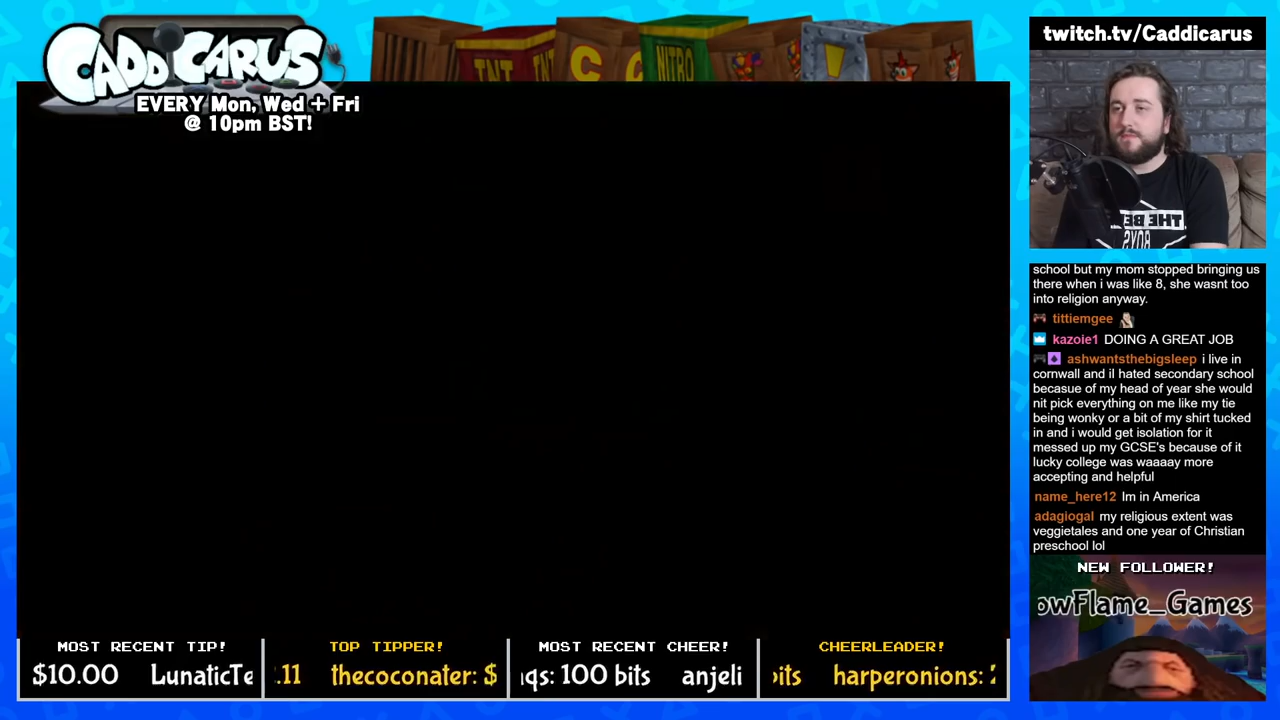 CADDICARUS
EVERY Mon, Wed + Fri
@ 10pm BST!
TNT TNT C C NITRO
twitch.tv/Caddicarus
THE BE
BOYS
school but my mom stopped bringing us
there when i was like 8, she wasnt too
into religion anyway.
tittiemgee
kazoie1 DOING A GREAT JOB
ashwantsthebigsleep i live in
cornwall and iI hated secondary school
becasue of my head of year she would
nit pick everything on me like my tie
being wonky or a bit of my shirt tucked
in and i would get isolation for it
messed up my GCSE's because of it
lucky college was waaaay more
accepting and helpful
name_here12 Im in America
adagiogal my religious extent was
veggietales and one year of Christian
preschool lol
NEW FOLLOWER!
owFlame_Games
MOST RECENT TIP!
$10.00 LunaticTe
TOP TIPPER!
.11 thecoconater: $
MOST RECENT CHEER!
qs: 100 bits anjeli
CHEERLEADER!
bits harperonions: